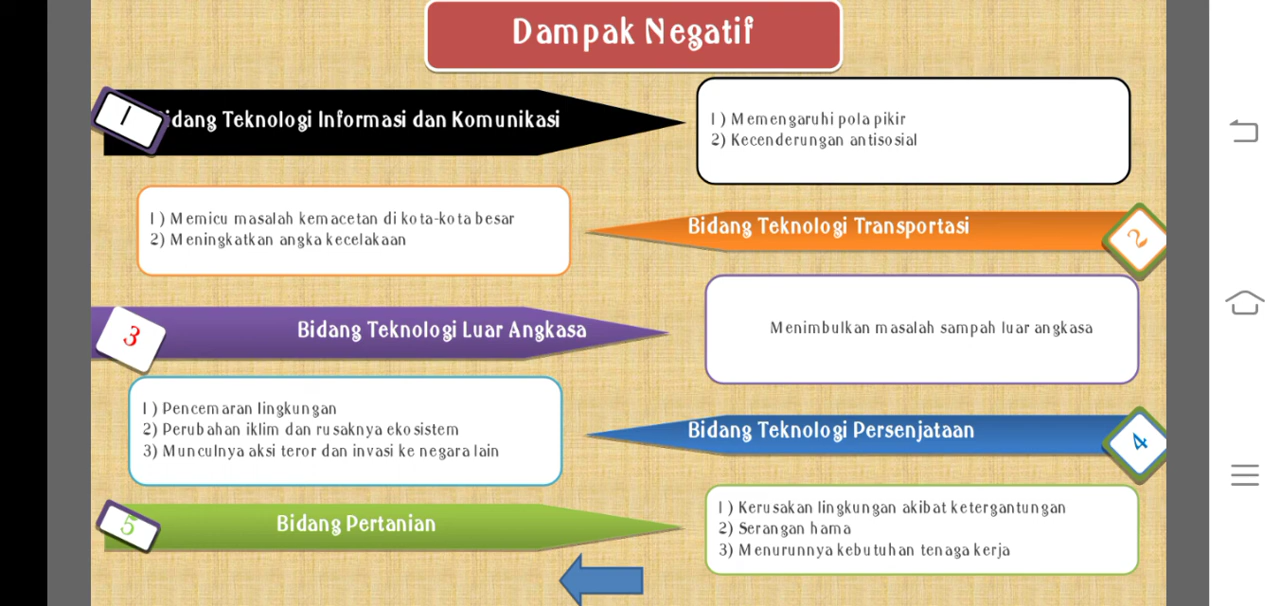 Dampak Negatif
1
Bidang Teknologi Informasi dan Komunikasi
1) Memengaruhi pola pikir
2) Kecenderungan antisosial
1) Memicu masalah kemacetan di kota-kota besar
2) Meningkatkan angka kecelakaan
Bidang Teknologi Transportasi
2
3
Bidang Teknologi Luar Angkasa
Menimbulkan masalah sampah luar angkasa
1) Pencemaran lingkungan
2) Perubahan iklim dan rusaknya ekosistem
3) Munculnya aksi teror dan invasi ke negara lain
Bidang Teknologi Persenjataan
4
5
Bidang Pertanian
1) Kerusakan lingkungan akibat ketergantungan
2) Serangan hama
3) Menurunnya kebutuhan tenaga kerja